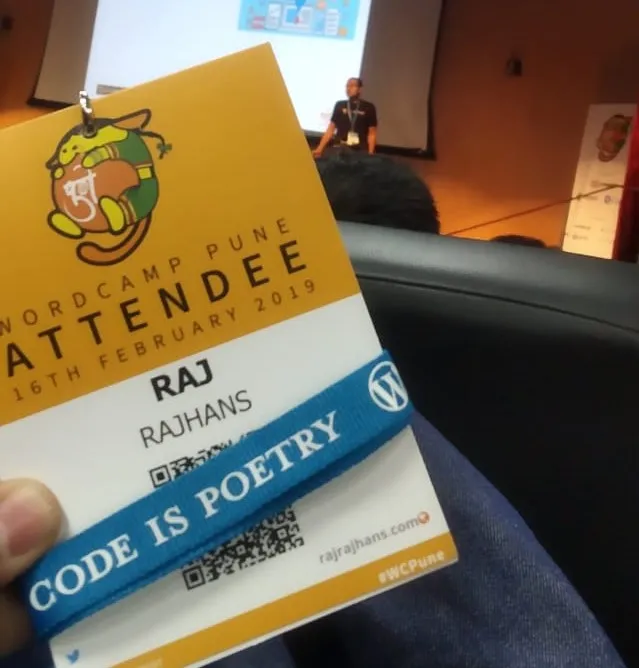 WORDCAMP PUNE
ATTENDEE
16TH FEBRUARY 2019
RAJ
RAJHANS
CODE IS POETRY
rajrajhans.com
#WCPune